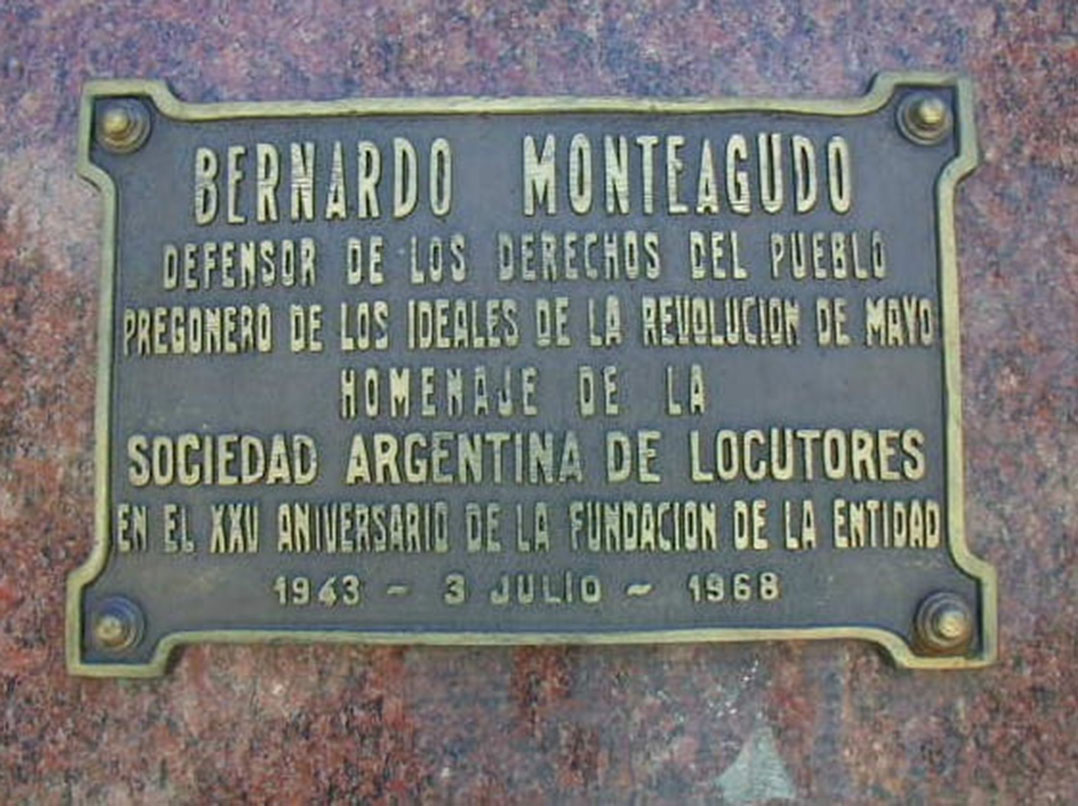 BERNARDO MONTEAGUDO
DEFENSOR DE LOS DERECHOS DEL PUEBLO
PREGONERO DE LOS IDEALES DE LA REVOLUCION DE MAYO
HOMENAJE DE LA
SOCIEDAD ARGENTINA DE LOCUTORES
EN EL XXV ANIVERSARIO DE LA FUNDACION DE LA ENTIDAD
1943 - 3 JULIO - 1968